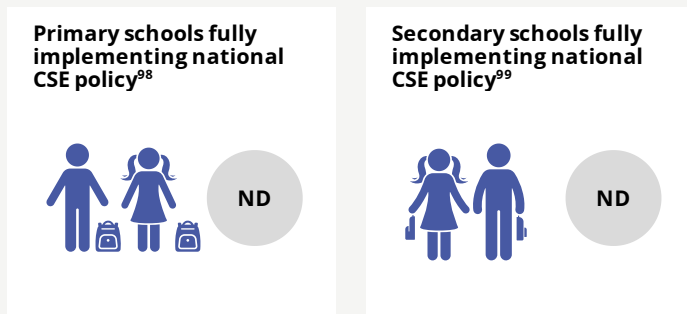 Primary schools fully
implementing national
CSE policy98
ND
Secondary schools fully
implementing national
CSE policy99
ND